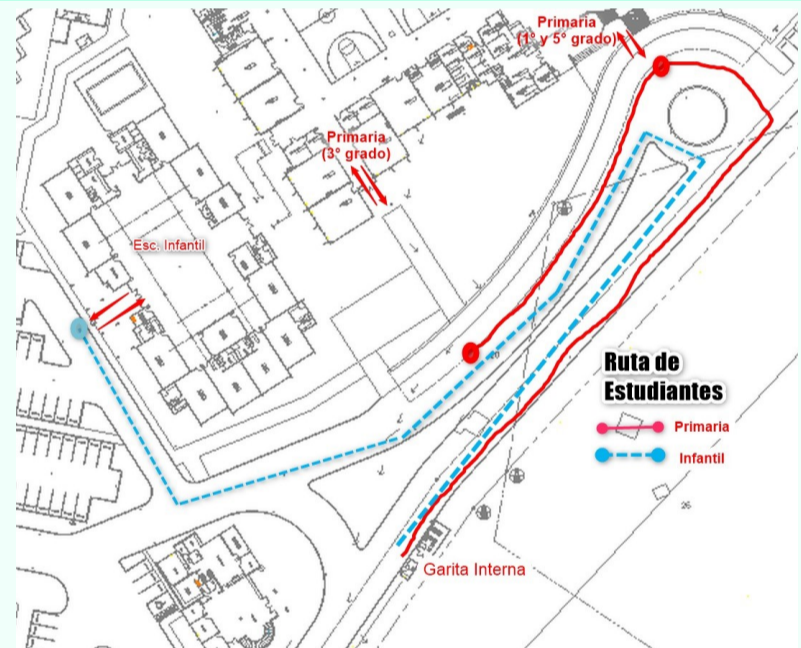 Primaria
(1° y 5° grado)
Primaria
(3° grado)
Esc. Infantil
Ruta de
Estudiantes
Primaria
Infantil
Garita Interna